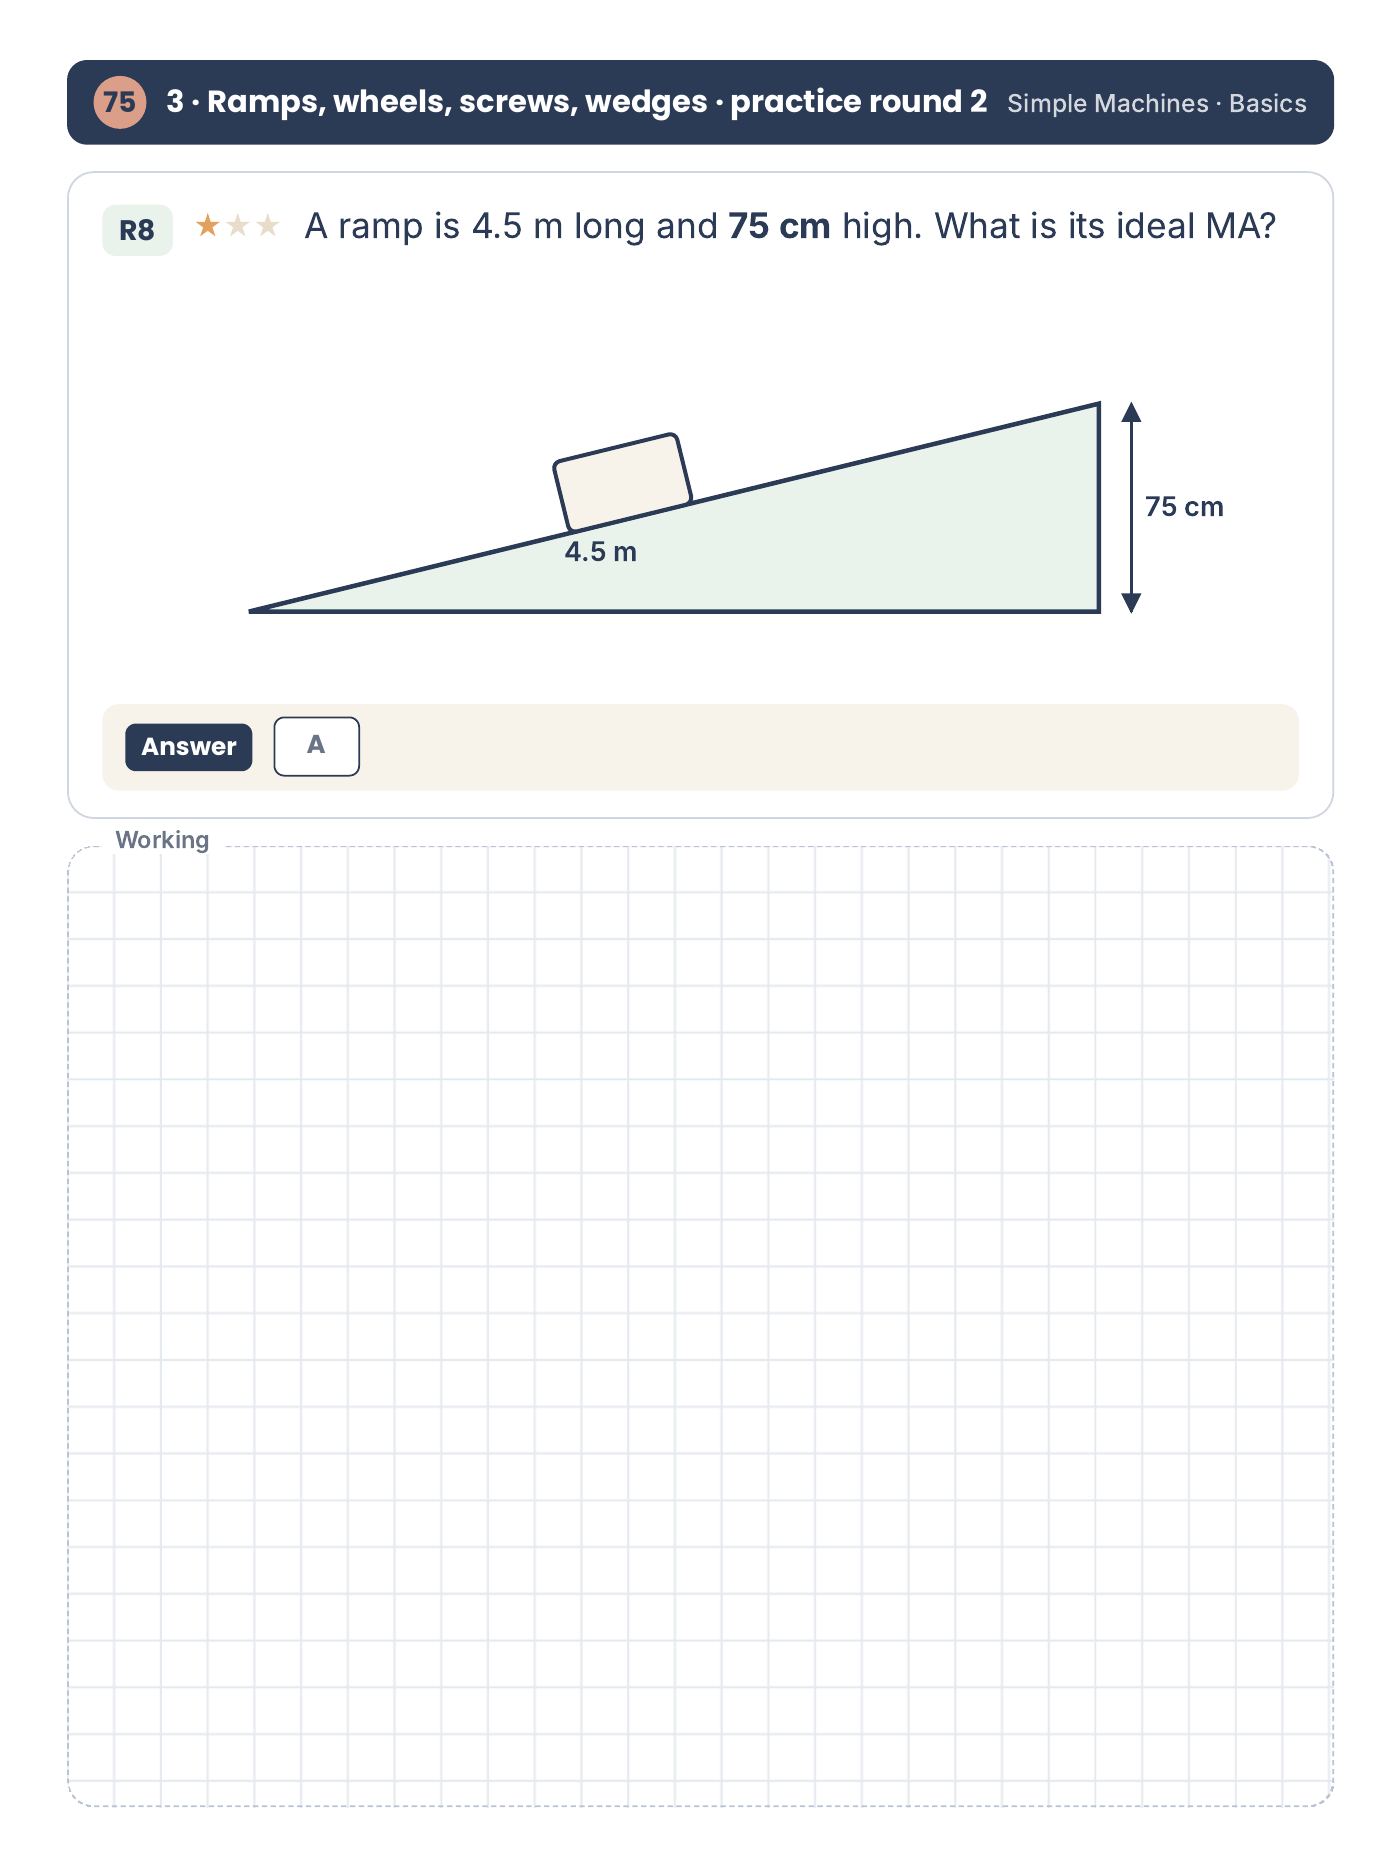 75 3 · Ramps, wheels, screws, wedges · practice round 2 Simple Machines · Basics
R8 ★★★ A ramp is 4.5 m long and 75 cm high. What is its ideal MA?
75 cm
4.5 m
Answer A
Working